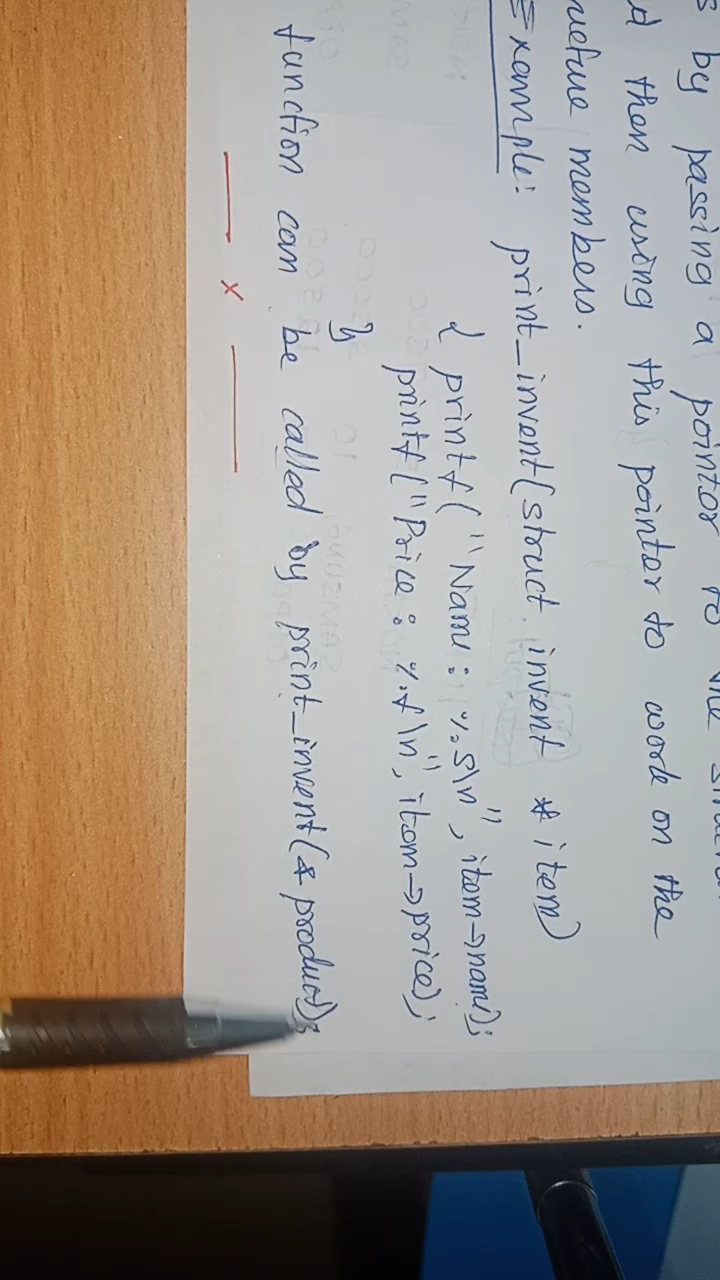 by passing a pointer to the
then using this pointer to work on the
members.
Example: print_invent(struct invent *item)
{ printf("Name: %s\n", item→name);
printf("Price: %f\n", item→price);
}
function can be called by print_invent(&product);
— x —